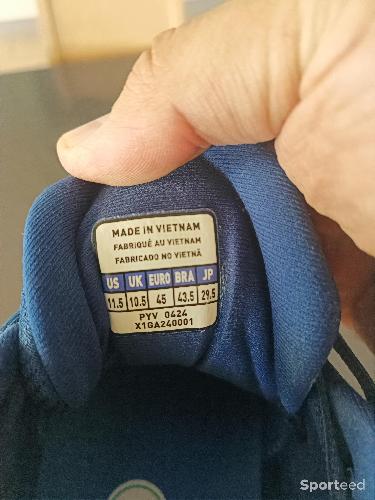 MADE IN VIETNAM
FABRIQUÉ AU VIETNAM
FABRICADO NO VIETNÃ
US UK EURO BRA JP
11.5 10.5 45 43.5 29.5
PYV 0424
X1GA240001
Sporteed